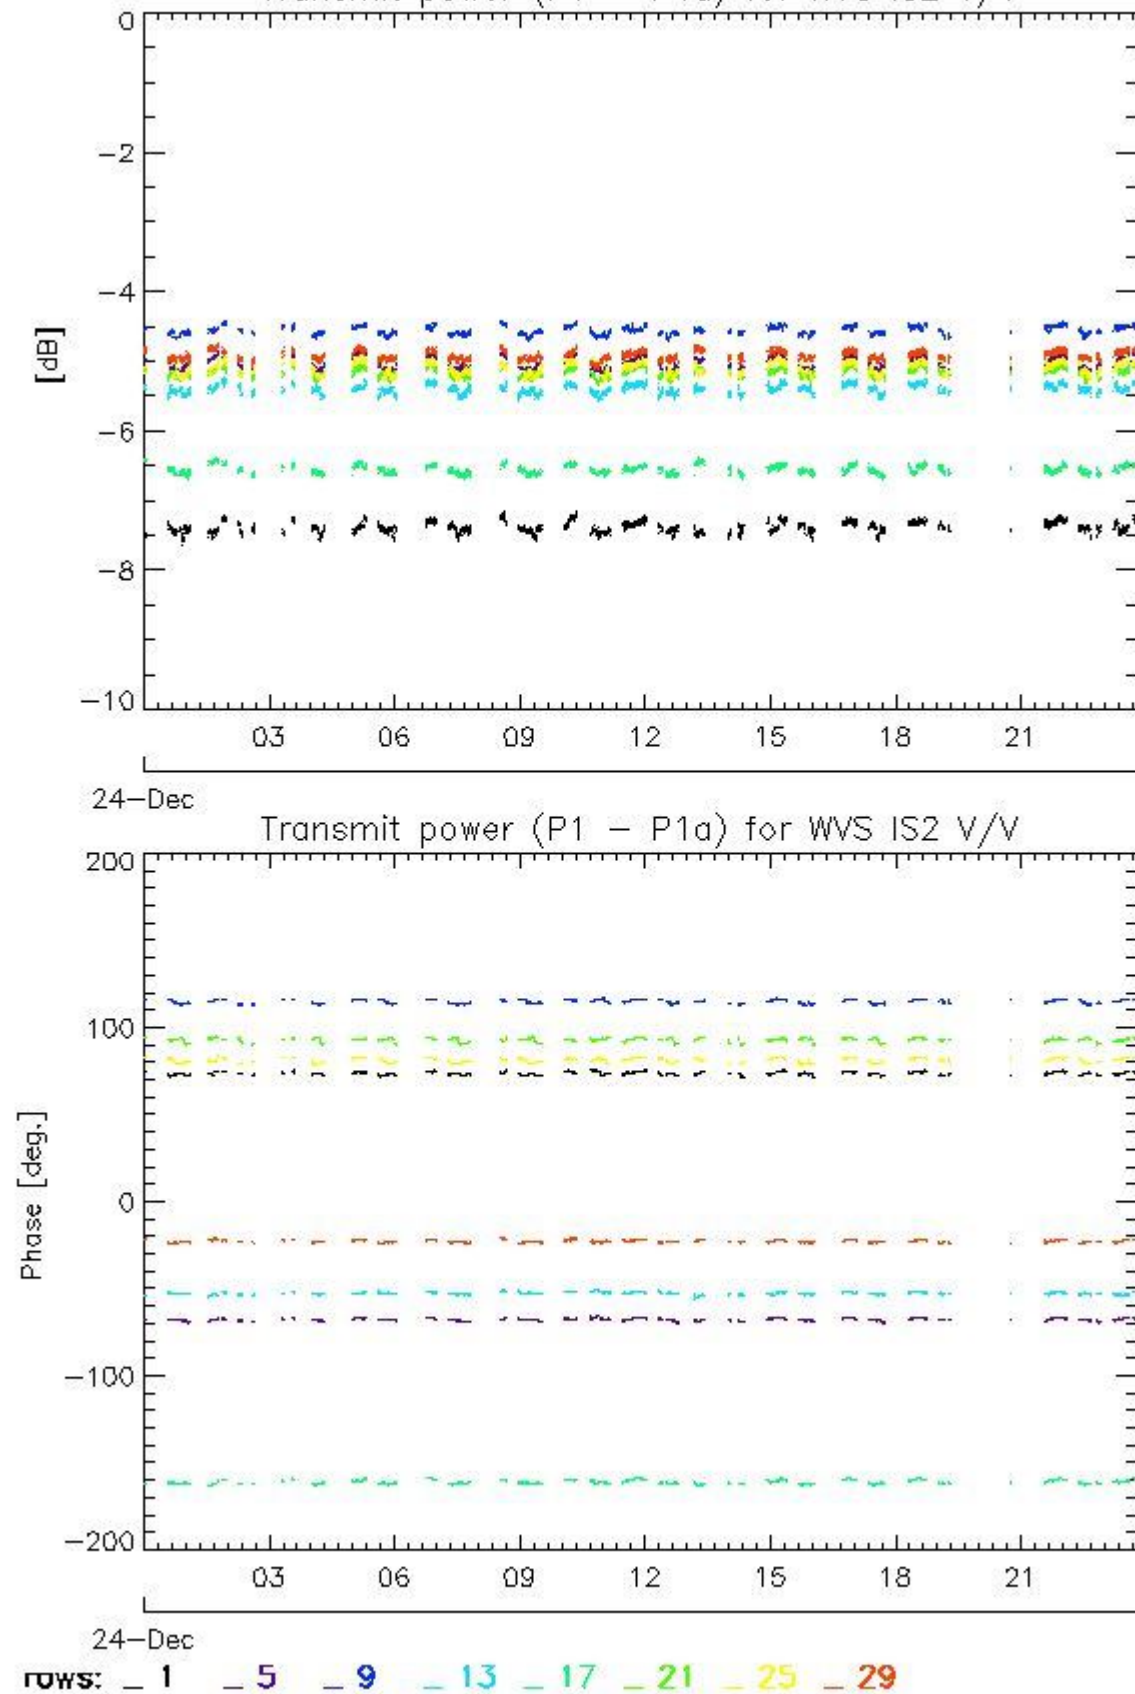 0
−2
−4
[dB]
−6
−8
−10
03 06 09 12 15 18 21
24−Dec
Transmit power (P1 − P1a) for WVS IS2 V/V
200
100
Phase [deg.]
0
−100
−200
03 06 09 12 15 18 21
24−Dec
rows: _ 1 _ 5 _ 9 _ 13 _ 17 _ 21 _ 25 _ 29